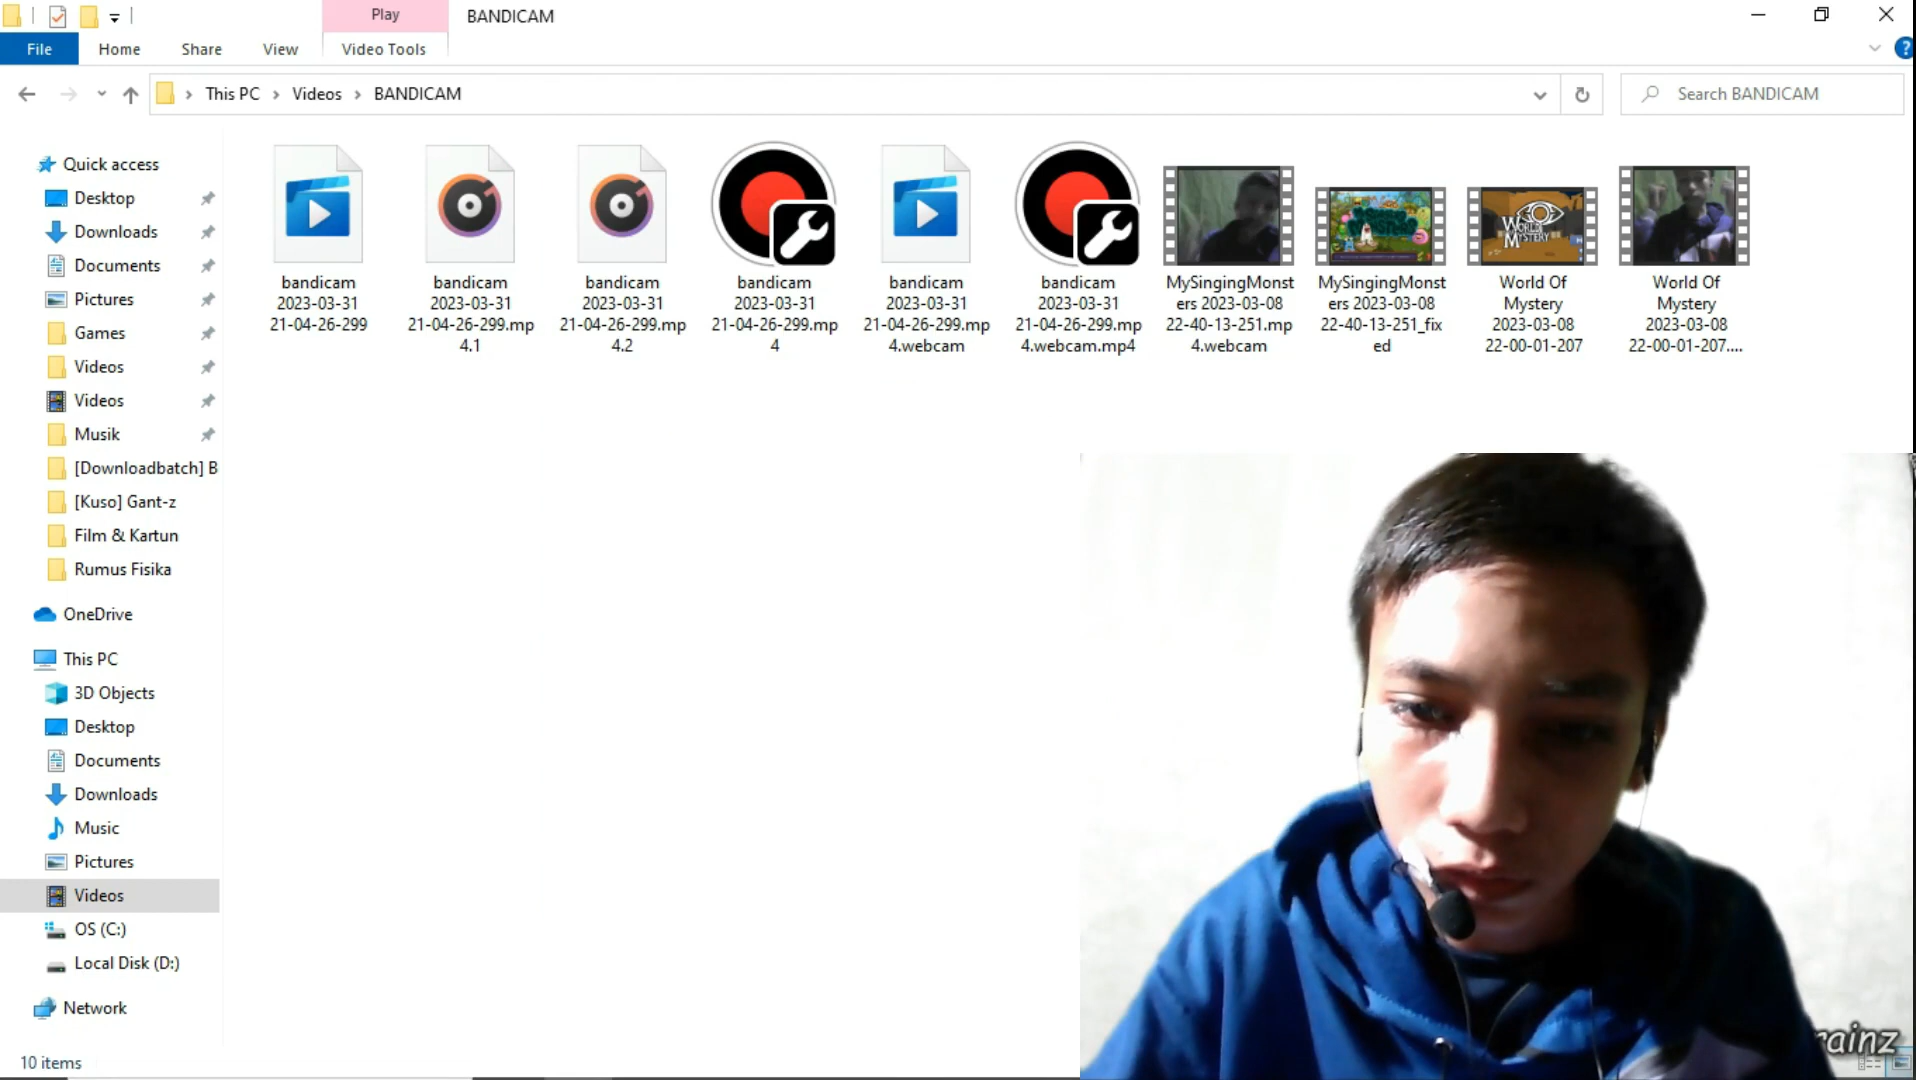 Play
BANDICAM
File
Home
Share
View
Video Tools
?
This PC
Videos
BANDICAM
Search BANDICAM
Quick access
Desktop
Downloads
Documents
Pictures
Games
Videos
Videos
Musik
[Downloadbatch] B
[Kuso] Gant-z
Film & Kartun
Rumus Fisika
OneDrive
This PC
3D Objects
Desktop
Documents
Downloads
Music
Pictures
Videos
OS (C:)
Local Disk (D:)
Network
bandicam
2023-03-31
21-04-26-299
bandicam
2023-03-31
21-04-26-299.mp
4.1
bandicam
2023-03-31
21-04-26-299.mp
4.2
bandicam
2023-03-31
21-04-26-299.mp
4
bandicam
2023-03-31
21-04-26-299.mp
4.webcam
bandicam
2023-03-31
21-04-26-299.mp
4.webcam.mp4
MySingingMonst
ers 2023-03-08
22-40-13-251.mp
4.webcam
MySingingMonst
ers 2023-03-08
22-40-13-251_fix
ed
WORLD
OF
MYSTERY
World Of
Mystery
2023-03-08
22-00-01-207
World Of
Mystery
2023-03-08
22-00-01-207....
rainz
10 items